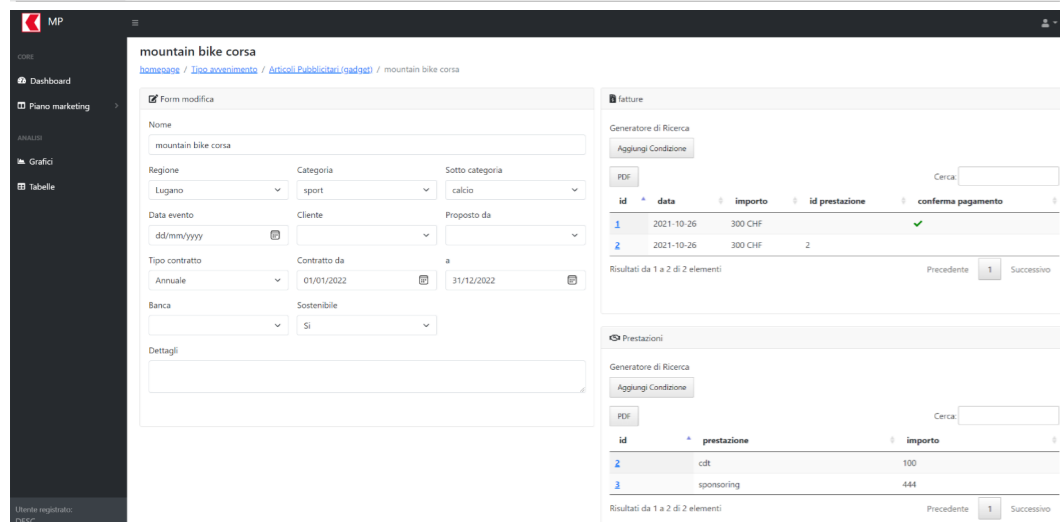 MP
CORE
Dashboard
Piano marketing
ANALISI
Grafici
Tabelle
Utente registrato:
mountain bike corsa
homepage / Tipo avvenimento / Articoli Pubblicitari (gadget) / mountain bike corsa
Form modifica
Nome
mountain bike corsa
Regione Categoria Sotto categoria
Lugano sport calcio
Data evento Cliente Proposto da
dd/mm/yyyy
Tipo contratto Contratto da a
Annuale 01/01/2022 31/12/2022
Banca Sostenibile
Si
Dettagli
fatture
Generatore di Ricerca
Aggiungi Condizione
PDF Cerca:
id data importo id prestazione conferma pagamento
1 2021-10-26 300 CHF
2 2021-10-26 300 CHF 2
Risultati da 1 a 2 di 2 elementi Precedente 1 Successivo
Prestazioni
Generatore di Ricerca
Aggiungi Condizione
PDF Cerca:
id prestazione importo
2 cdt 100
3 sponsoring 444
Risultati da 1 a 2 di 2 elementi Precedente 1 Successivo